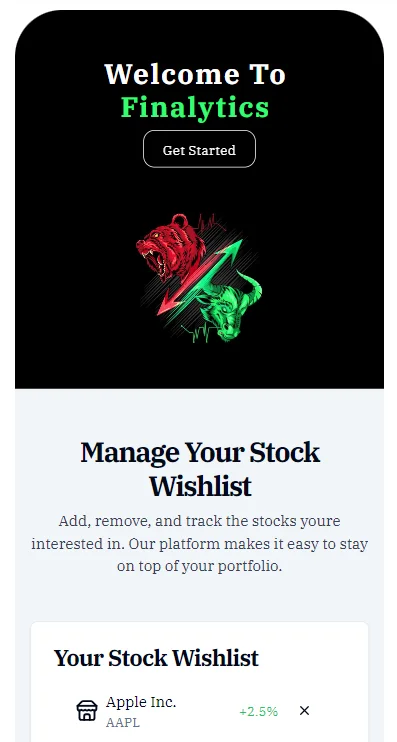 Welcome To
Finalytics
Get Started
Manage Your Stock
Wishlist
Add, remove, and track the stocks youre
interested in. Our platform makes it easy to stay
on top of your portfolio.
Your Stock Wishlist
Apple Inc.
+2.5%
AAPL